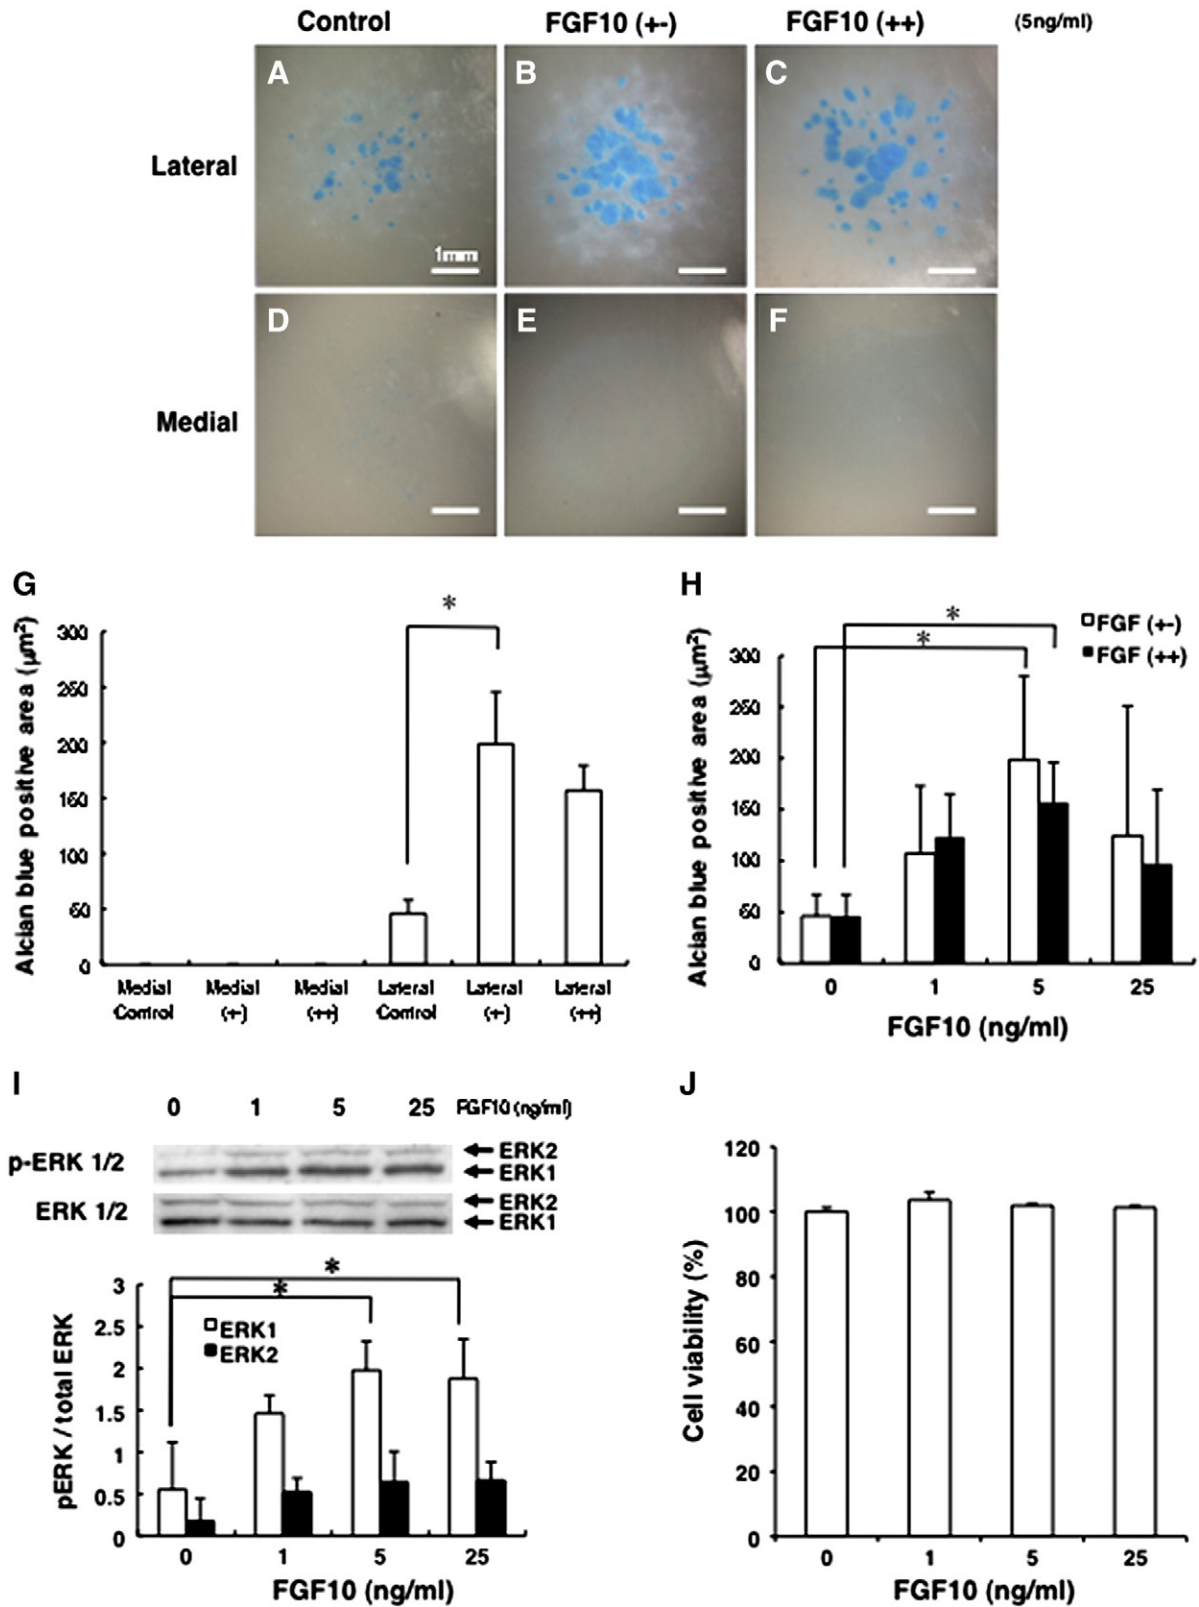 Control FGF10 (+-) FGF10 (++) (5ng/ml)
A B C
Lateral
1mm
D E F
Medial
G
*
Alcian blue positive area (μm²)
300
250
200
150
100
50
0
Medial Medial Medial Lateral Lateral Lateral
Control (+) (++) Control (+) (++)
H
*
*
FGF (+-)
FGF (++)
Alcian blue positive area (μm²)
300
250
200
150
100
50
0
0 1 5 25
FGF10 (ng/ml)
I
0 1 5 25 FGF10 (ng/ml)
p-ERK 1/2
ERK2
ERK1
ERK 1/2
ERK2
ERK1
*
*
ERK1
ERK2
pERK / total ERK
3
2.5
2
1.5
1
0.5
0
0 1 5 25
FGF10 (ng/ml)
J
Cell viability (%)
120
100
80
60
40
20
0
0 1 5 25
FGF10 (ng/ml)